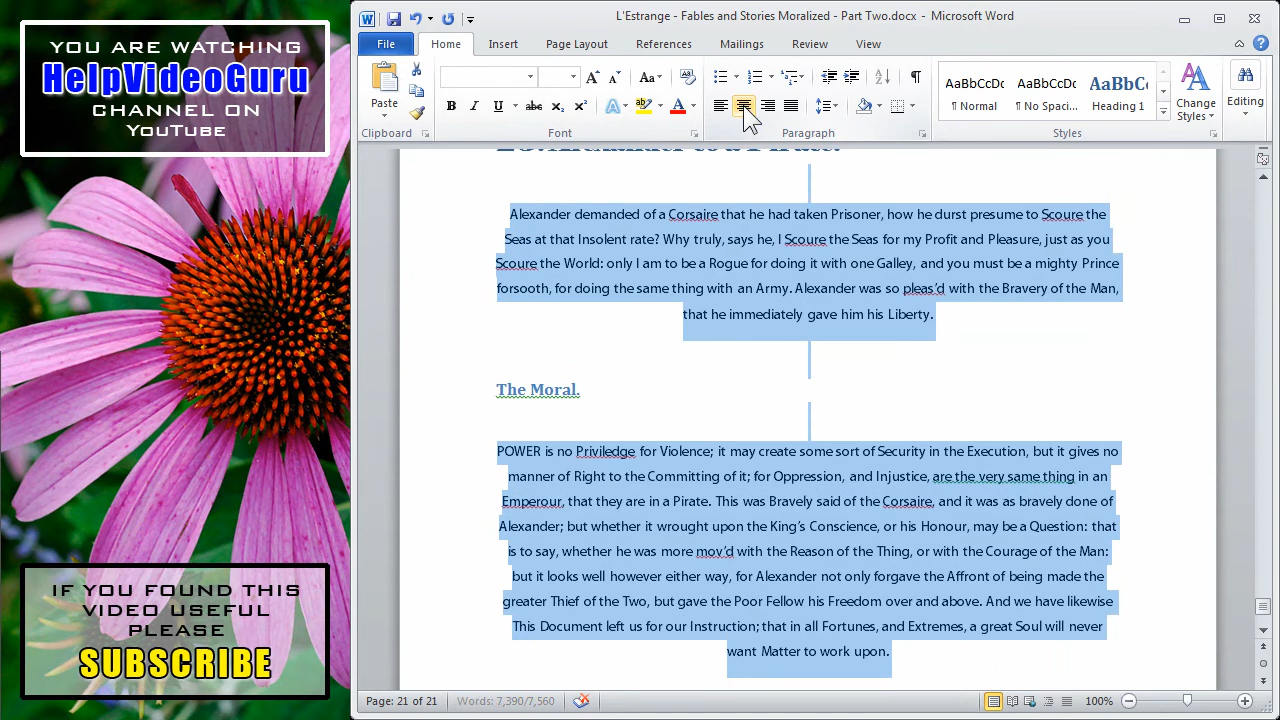 YOU ARE WATCHING
HelpVideoGuru
CHANNEL ON
YouTube
IF YOU FOUND THIS
VIDEO USEFUL
PLEASE
SUBSCRIBE
L'Estrange - Fables and Stories Moralized - Part Two.docx - Microsoft Word
File Home Insert Page Layout References Mailings Review View
Paste
Clipboard Font Paragraph Styles
AaBbCcDc AaBbCcDc AaBbC
¶ Normal ¶ No Spaci... Heading 1
Change
Styles
Editing
Alexander demanded of a Corsaire that he had taken Prisoner, how he durst presume to Scoure the
Seas at that Insolent rate? Why truly, says he, I Scoure the Seas for my Profit and Pleasure, just as you
Scoure the World: only I am to be a Rogue for doing it with one Galley, and you must be a mighty Prince
forsooth, for doing the same thing with an Army. Alexander was so pleas'd with the Bravery of the Man,
that he immediately gave him his Liberty.
The Moral.
POWER is no Priviledge for Violence; it may create some sort of Security in the Execution, but it gives no
manner of Right to the Committing of it; for Oppression, and Injustice, are the very same thing in an
Emperour, that they are in a Pirate. This was Bravely said of the Corsaire, and it was as bravely done of
Alexander; but whether it wrought upon the King's Conscience, or his Honour, may be a Question: that
is to say, whether he was more mov'd with the Reason of the Thing, or with the Courage of the Man:
but it looks well however either way, for Alexander not only forgave the Affront of being made the
greater Thief of the Two, but gave the Poor Fellow his Freedom over and above. And we have likewise
This Document left us for our Instruction; that in all Fortunes, and Extremes, a great Soul will never
want Matter to work upon.
Page: 21 of 21 Words: 7,390/7,560 100%